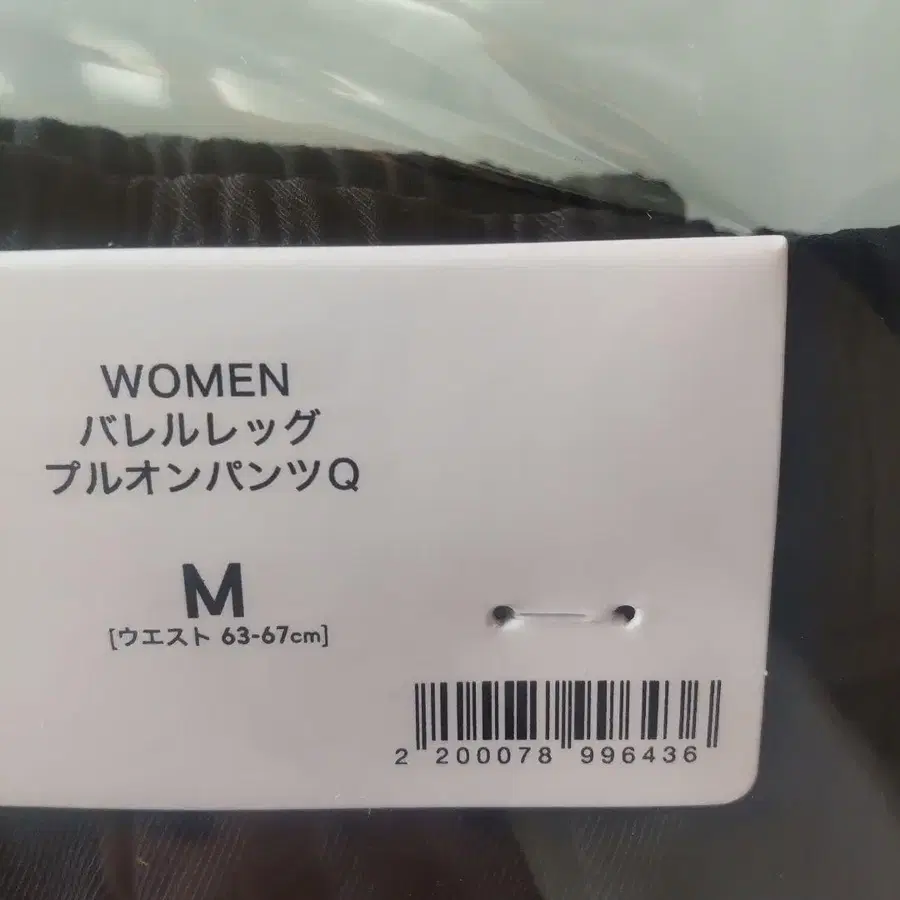 WOMEN
バレルレッグ
プルオンパンツQ
M
[ウエスト 63-67cm]
2 200078 996436